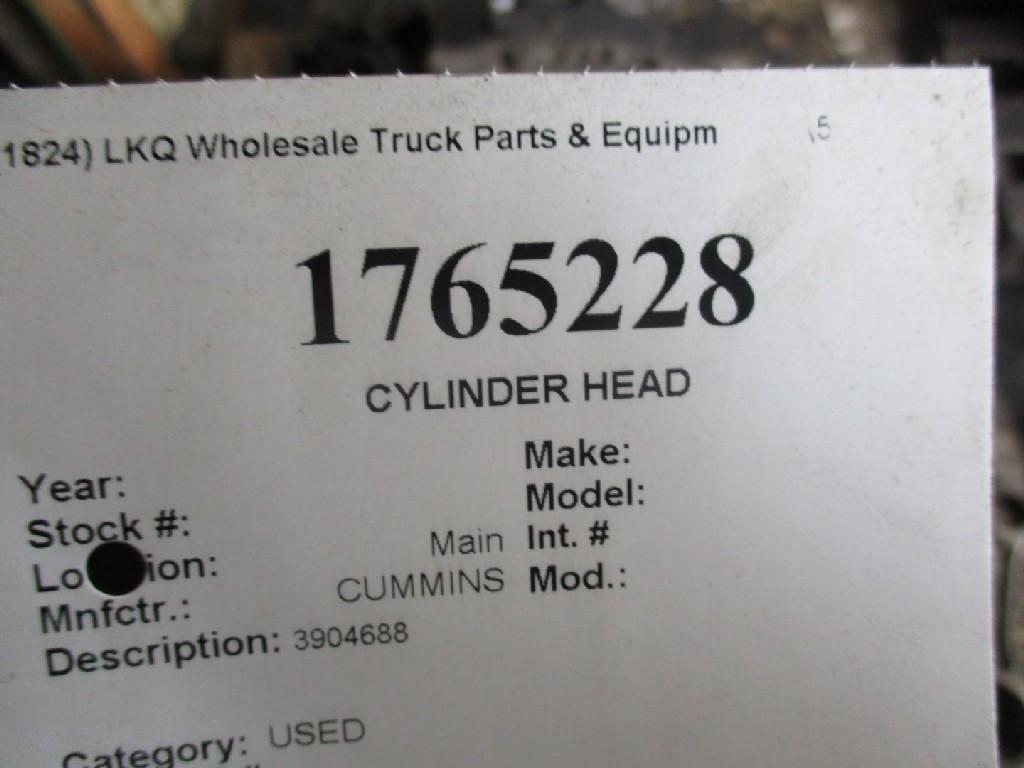 1824) LKQ Wholesale Truck Parts & Equipm
1765228
CYLINDER HEAD
Year: Make:
Stock #: Model:
Lo ion: Main Int. #
Mnfctr.: CUMMINS Mod.:
Description: 3904688
Category: USED